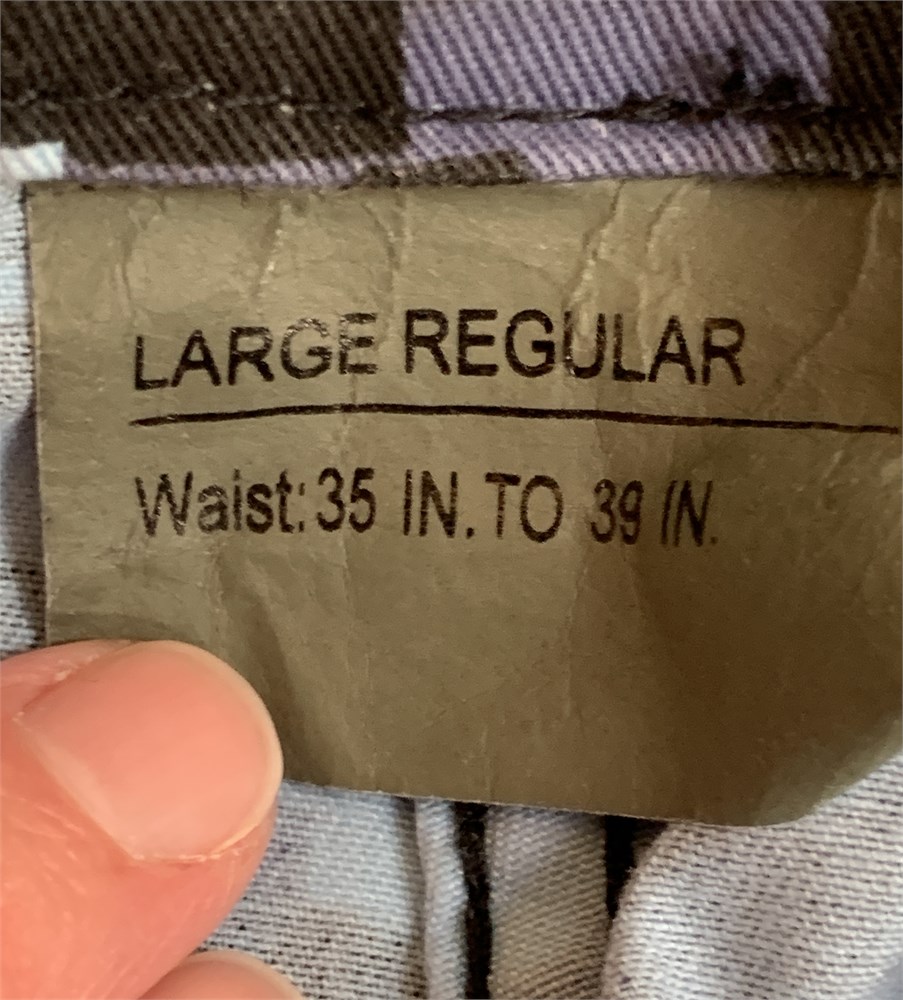 LARGE REGULAR
Waist: 35 IN. TO 39 IN.